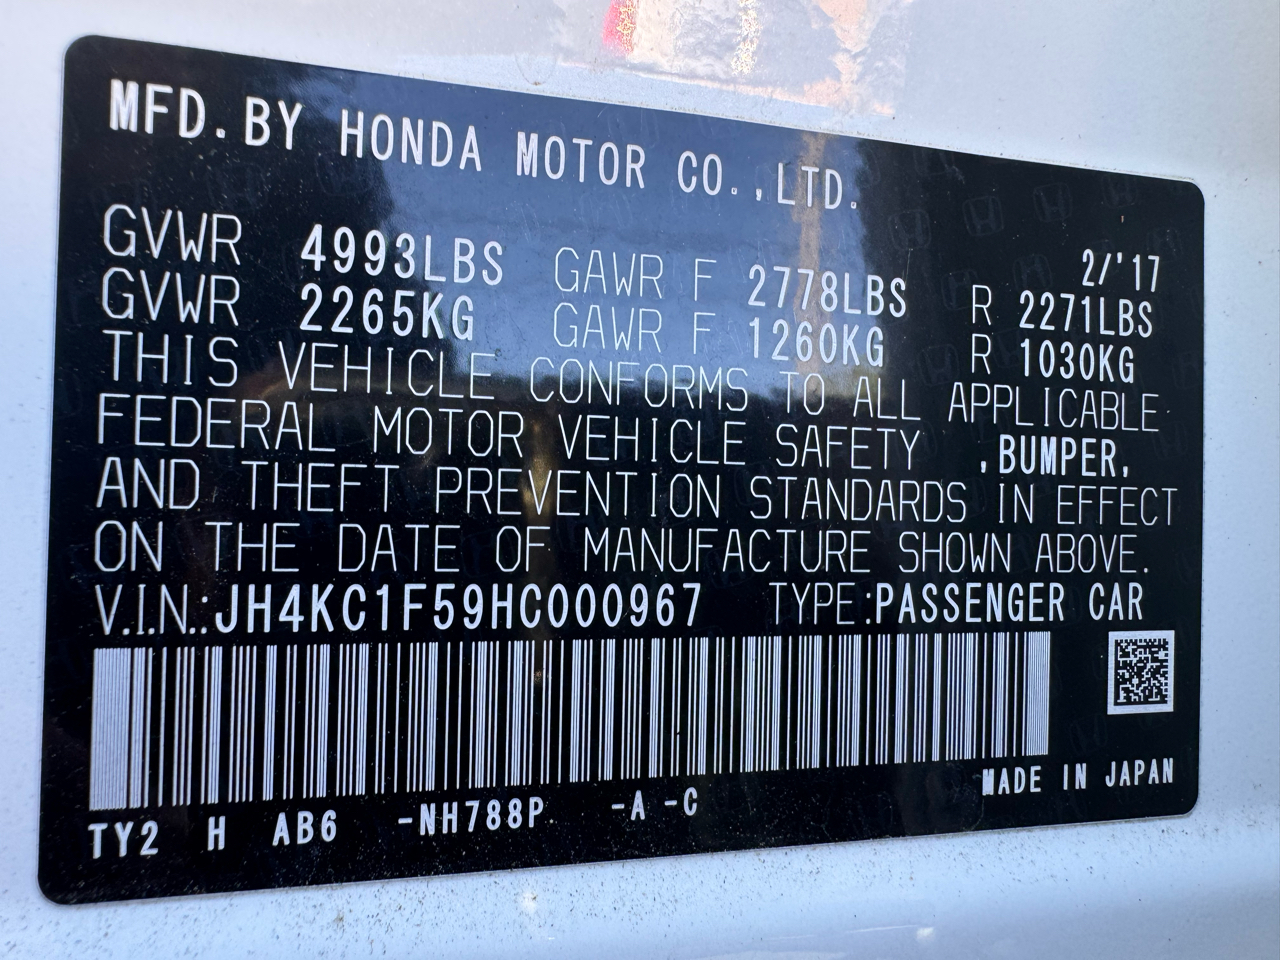 MFD. BY HONDA MOTOR CO.,LTD.
2/'17
GVWR 4993LBS GAWR F 2778LBS R 2271LBS
GVWR 2265KG GAWR F 1260KG R 1030KG
THIS VEHICLE CONFORMS TO ALL APPLICABLE
FEDERAL MOTOR VEHICLE SAFETY ,BUMPER,
AND THEFT PREVENTION STANDARDS IN EFFECT
ON THE DATE OF MANUFACTURE SHOWN ABOVE.
V.I.N.:JH4KC1F59HC000967 TYPE:PASSENGER CAR
MADE IN JAPAN
TY2 H AB6 -NH788P -A -C